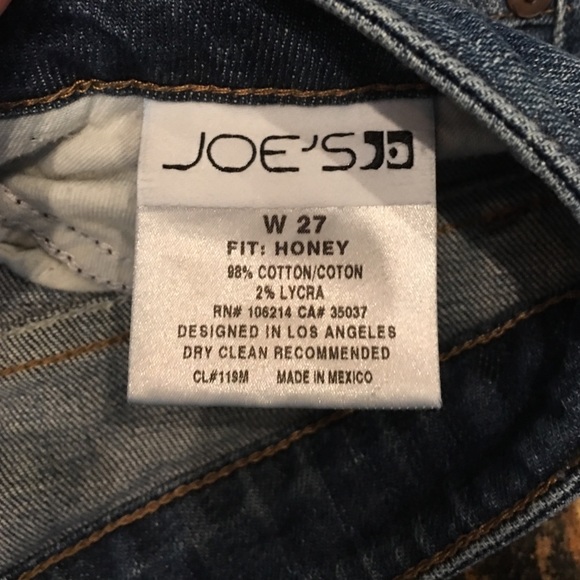 JOE'S
W 27
FIT: HONEY
98% COTTON/COTON
2% LYCRA
RN# 106214 CA# 35037
DESIGNED IN LOS ANGELES
DRY CLEAN RECOMMENDED
CL#119M MADE IN MEXICO